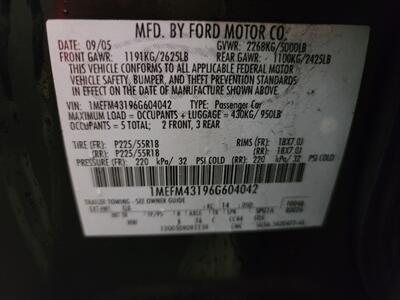 MFD. BY FORD MOTOR CO.
DATE: 09/05 GVWR: 2268KG/5000LB
FRONT GAWR: 1191KG/2625LB REAR GAWR: 1100KG/2425LB
THIS VEHICLE CONFORMS TO ALL APPLICABLE FEDERAL MOTOR
VEHICLE SAFETY, BUMPER, AND THEFT PREVENTION STANDARDS
IN EFFECT ON THE DATE OF MANUFACTURE SHOWN ABOVE.
VIN: 1MEFM43196G604042 TYPE: Passenger Car
MAXIMUM LOAD = OCCUPANTS + LUGGAGE = 430KG/950LB
OCCUPANTS = 5 TOTAL; 2 FRONT, 3 REAR
TIRE (FR): P225/55R18 RIMS (FR): 18X7.0J
(RR): P225/55R18 (RR): 18X7.0J
PRESSURE (FR): 220 kPa/ 32 PSI COLD (RR): 220 kPa/ 32 PSI COLD
1MEFM43196G604042
TRAILER TOWING - SEE OWNER GUIDE